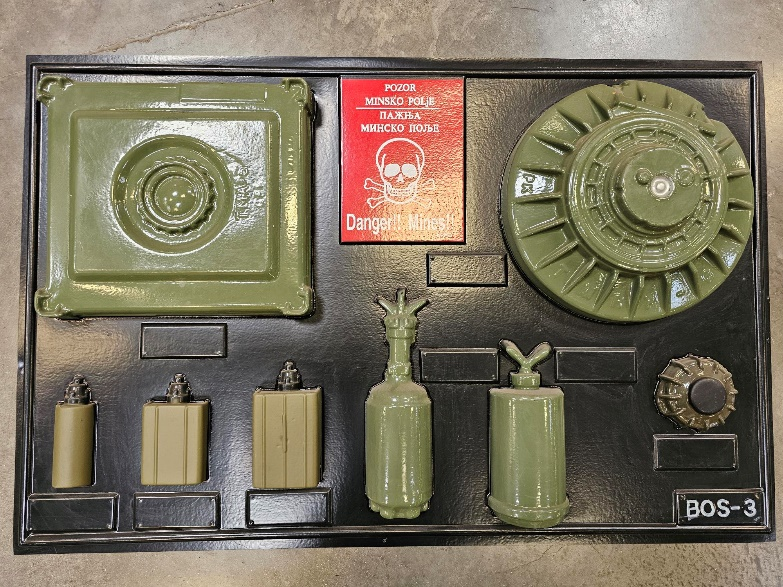 POZOR
MINSKO POLJE
ПАЖЊА
МИНСКО ПОЉЕ
Danger!! Mines!!
BOS-3